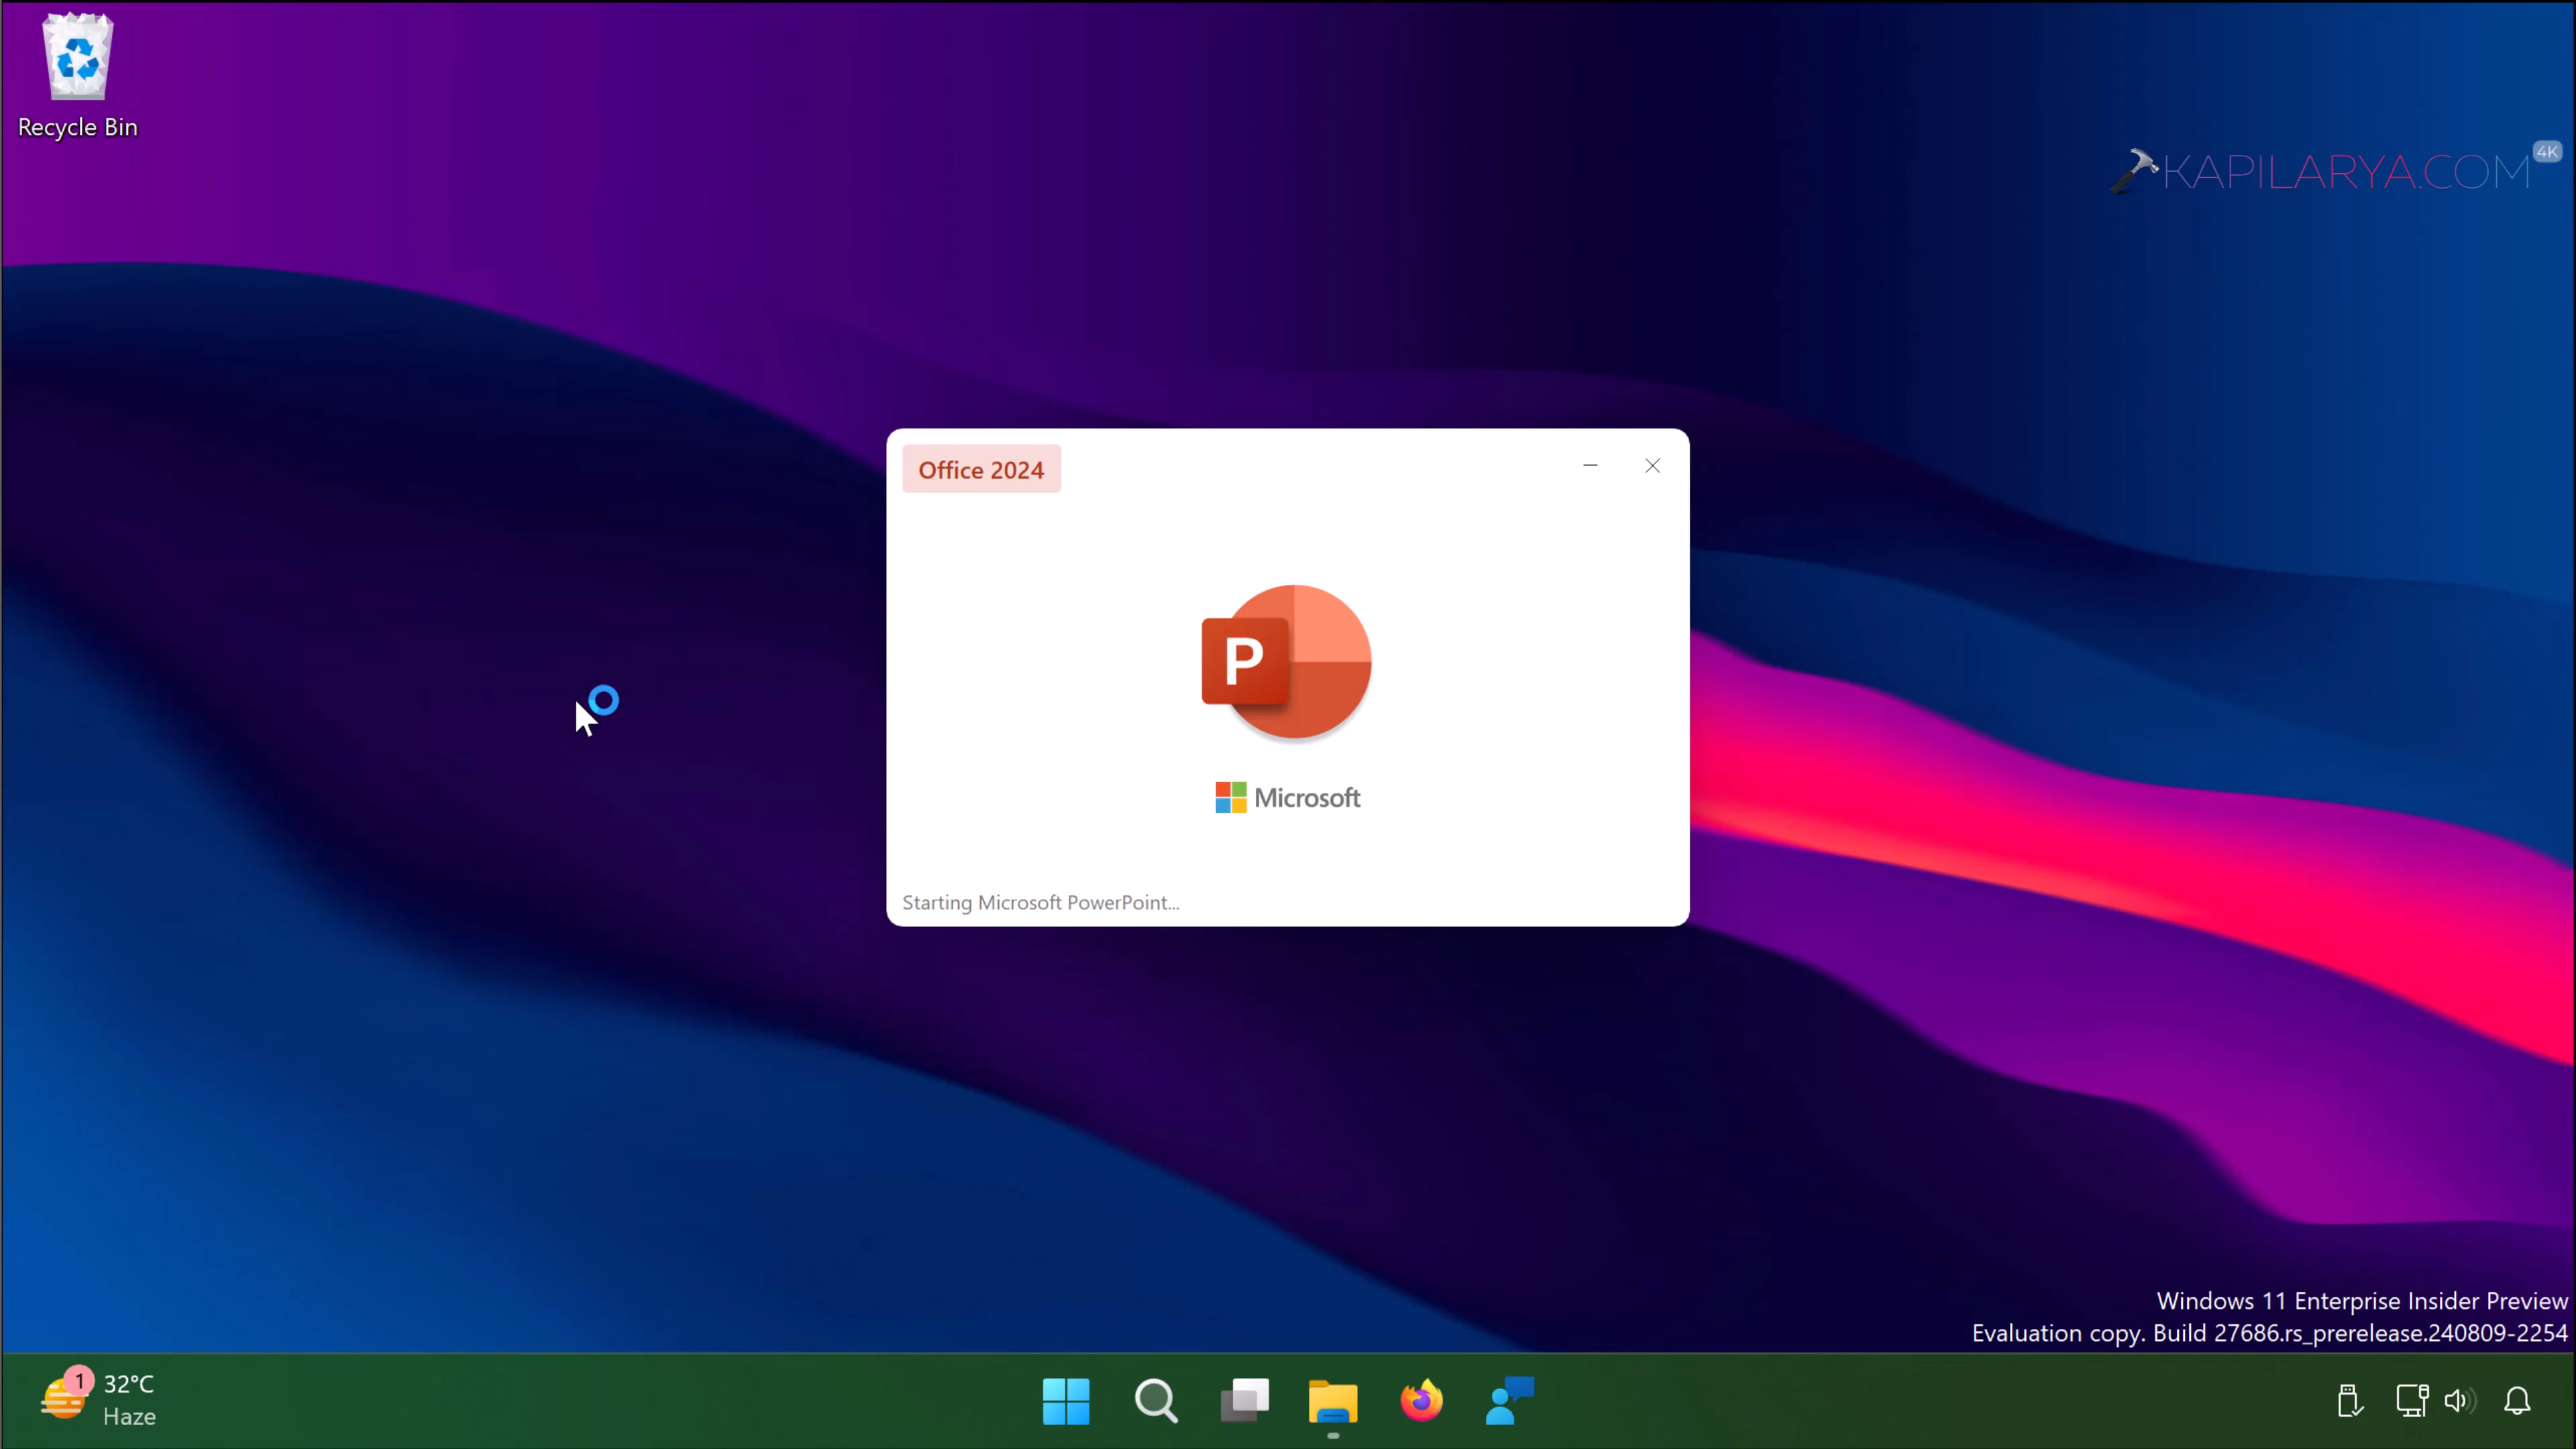 Recycle Bin
KAPILARYA.COM
4K
Office 2024
P
Microsoft
Starting Microsoft PowerPoint...
Windows 11 Enterprise Insider Preview
Evaluation copy. Build 27686.rs_prerelease.240809-2254
1
32°C
Haze